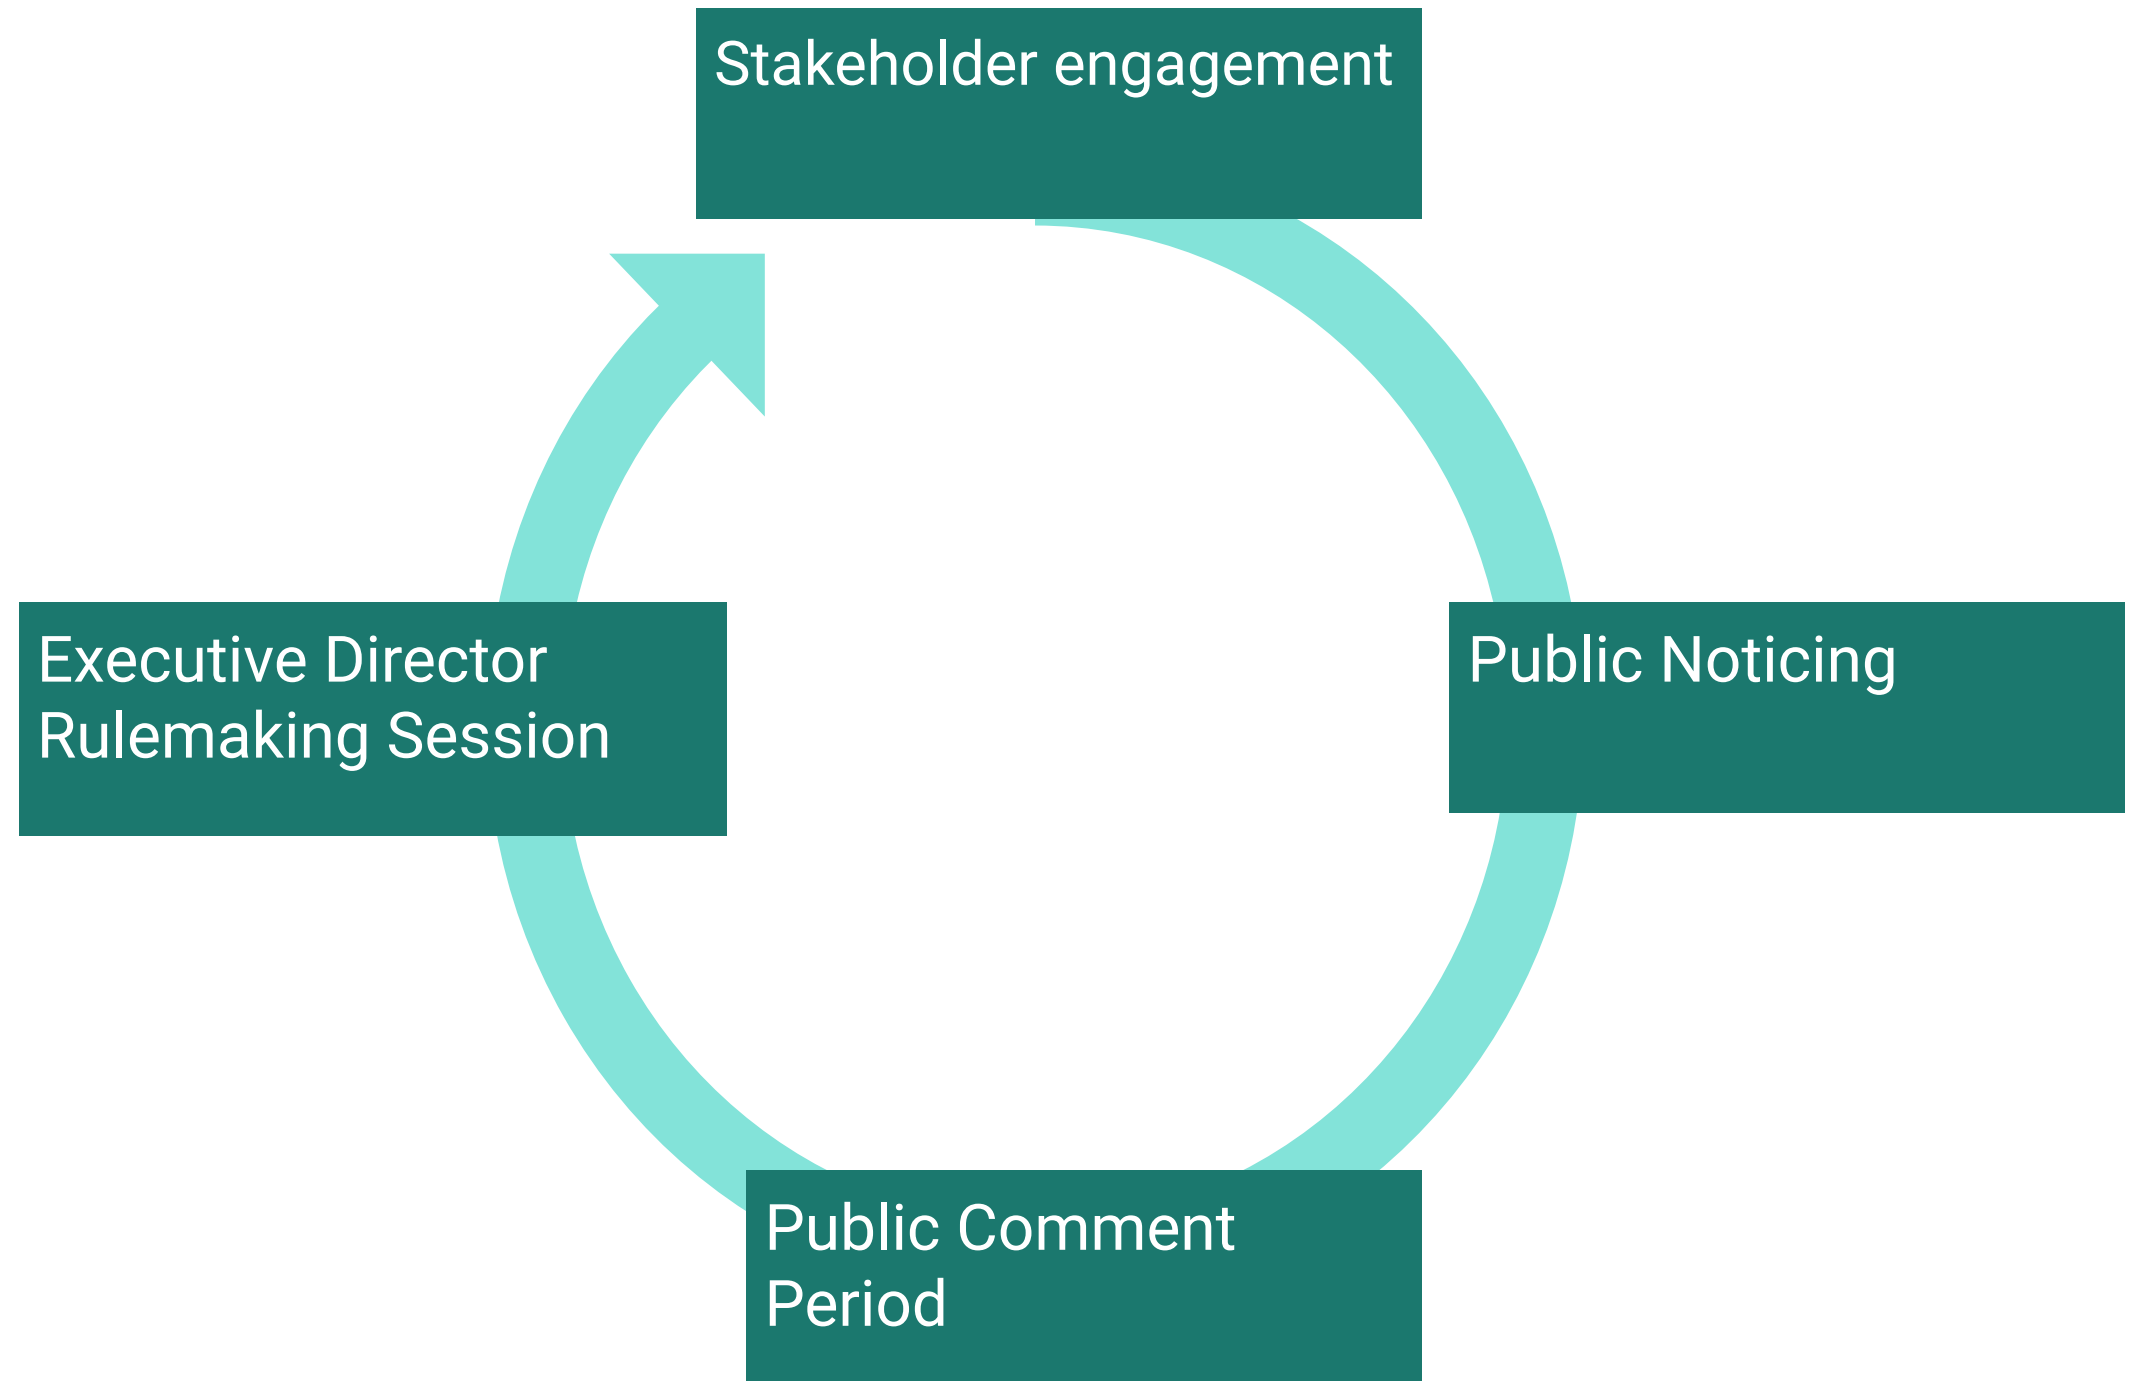 Stakeholder engagement
Public Noticing
Public Comment
Period
Executive Director
Rulemaking Session